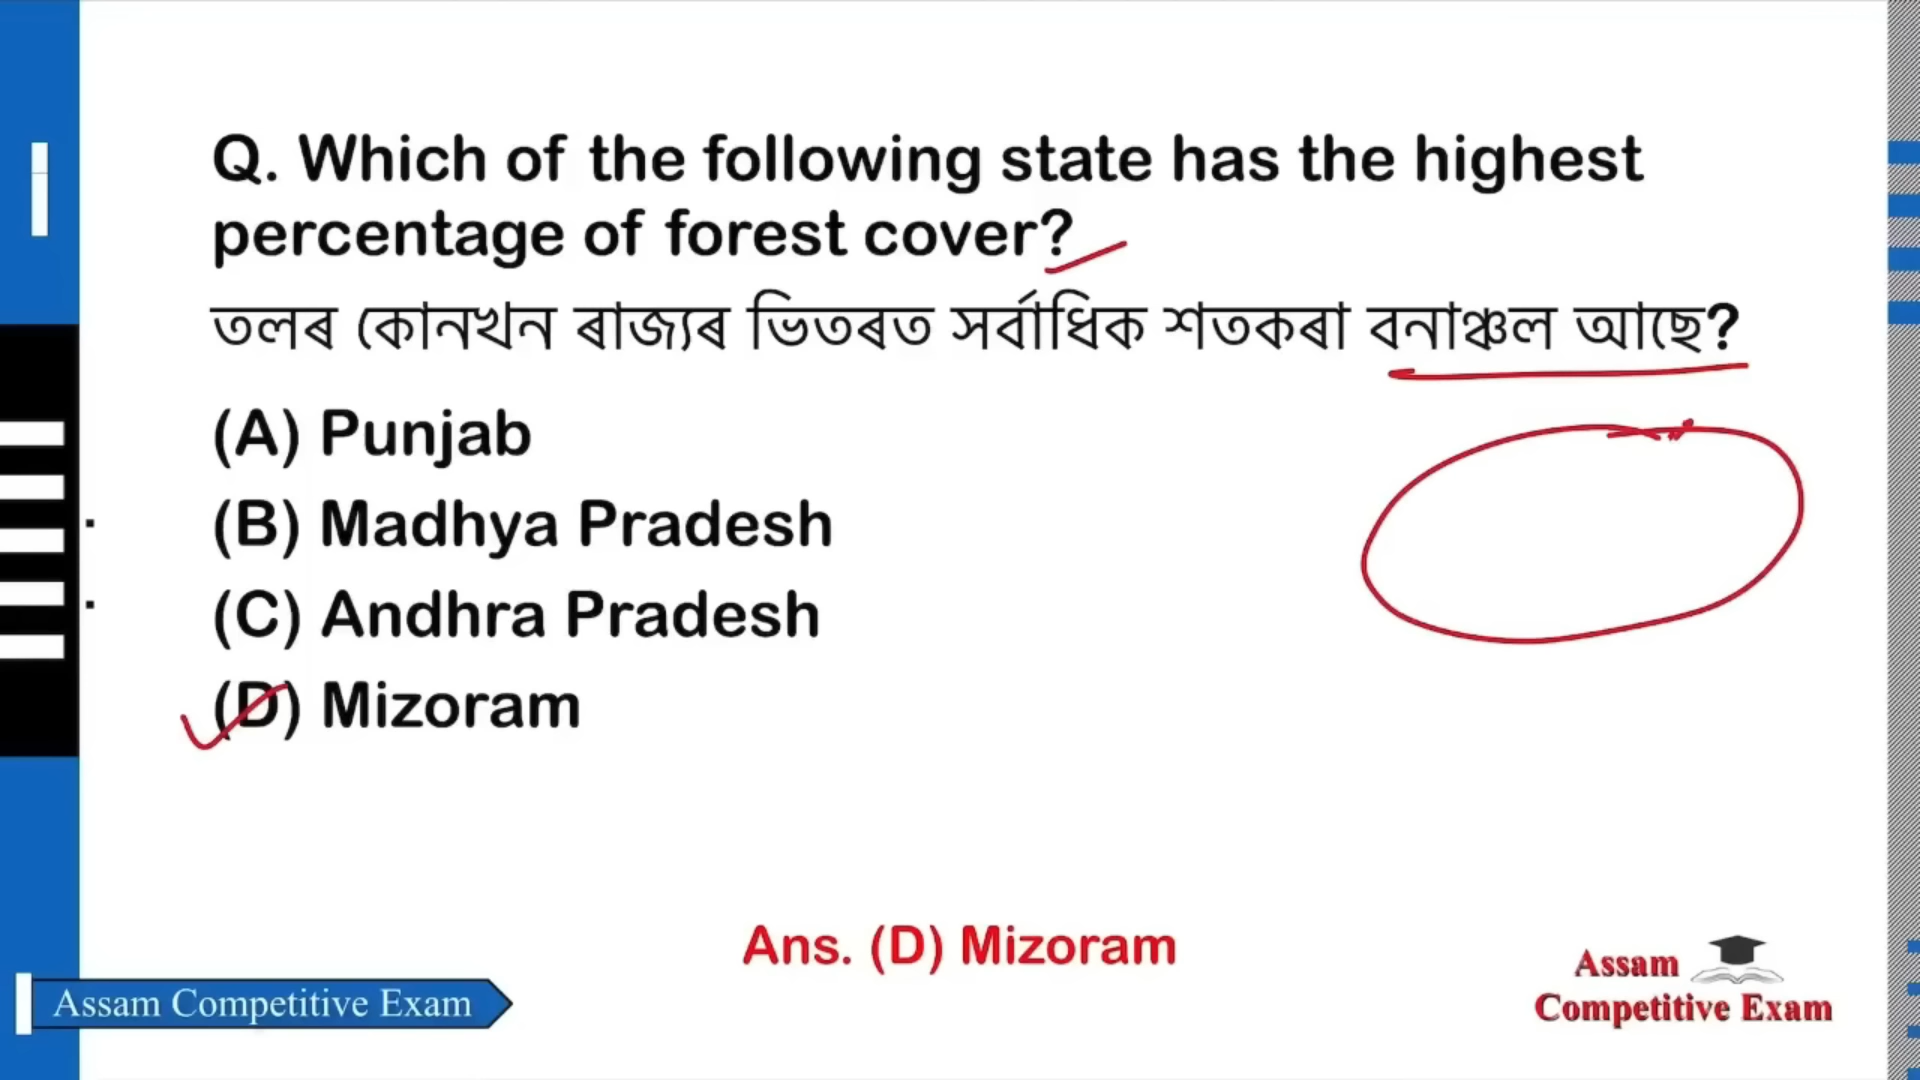 Q. Which of the following state has the highest
percentage of forest cover?
তলৰ কোনখন ৰাজ্যৰ ভিতৰত সৰ্বাধিক শতকৰা বনাঞ্চল আছে?
(A) Punjab
(B) Madhya Pradesh
(C) Andhra Pradesh
(D) Mizoram
Ans. (D) Mizoram
Assam Competitive Exam
Assam
Competitive Exam